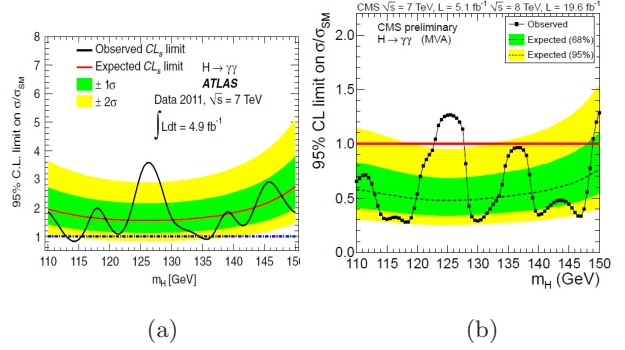 95% C.L. limit on σ/σSM
8
7
6
5
4
3
2
1
Observed CLs limit
Expected CLs limit
± 1σ
± 2σ
H→γγ
ATLAS
Data 2011, √s = 7 TeV
∫ Ldt = 4.9 fb-1
110 115 120 125 130 135 140 145 150
mH [GeV]
(a)
CMS √s = 7 TeV, L = 5.1 fb-1 √s = 8 TeV, L = 19.6 fb-1
95% CL limit on σ/σSM
2.0
1.5
1.0
0.5
0.0
CMS preliminary
H → γγ (MVA)
Observed
Expected (68%)
Expected (95%)
110 115 120 125 130 135 140 145 150
mH (GeV)
(b)